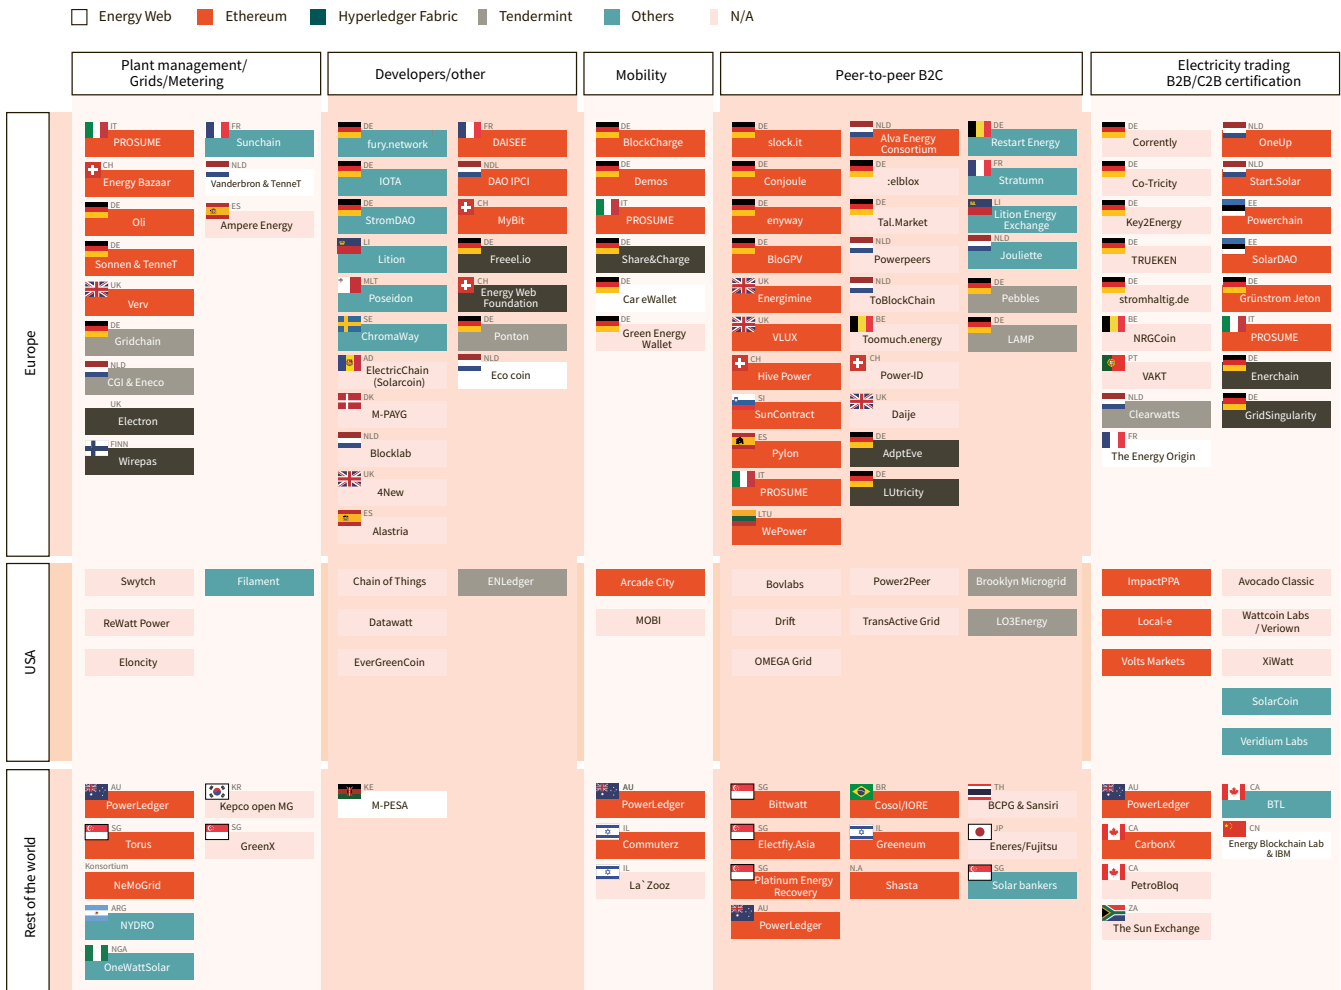 Energy Web
Ethereum
Hyperledger Fabric
Tendermint
Others
N/A
Plant management/
Grids/Metering
Developers/other
Mobility
Peer-to-peer B2C
Electricity trading
B2B/C2B certification
Europe
IT
PROSUME
CH
Energy Bazaar
DE
Oli
DE
Sonnen & TenneT
UK
Verv
DE
Gridchain
NLD
CGI & Eneco
UK
Electron
FINN
Wirepas
FR
Sunchain
NLD
Vanderbron & TenneT
ES
Ampere Energy
DE
fury.network
DE
IOTA
DE
StromDAO
LI
Lition
MLT
Poseidon
SE
ChromaWay
AD
ElectricChain
(Solarcoin)
DK
M-PAYG
NLD
Blocklab
UK
4New
ES
Alastria
FR
DAISEE
NDL
DAO IPCI
CH
MyBit
DE
Freeel.io
CH
Energy Web
Foundation
DE
Ponton
NLD
Eco coin
DE
BlockCharge
DE
Demos
IT
PROSUME
DE
Share&Charge
DE
Car eWallet
DE
Green Energy
Wallet
DE
slock.it
DE
Conjoule
DE
enyway
DE
BloGPV
UK
Energimine
UK
VLUX
CH
Hive Power
SI
SunContract
ES
Pylon
IT
PROSUME
LTU
WePower
NLD
Alva Energy
Consortium
DE
:elblox
DE
Tal.Market
NLD
Powerpeers
NLD
ToBlockChain
BE
Toomuch.energy
CH
Power-ID
UK
Daije
DE
AdptEve
DE
LUtricity
DE
Restart Energy
FR
Stratumn
LI
Lition Energy
Exchange
NLD
Jouliette
DE
Pebbles
DE
LAMP
DE
Corrently
DE
Co-Tricity
DE
Key2Energy
DE
TRUEKEN
DE
stromhaltig.de
BE
NRGCoin
PT
VAKT
NLD
Clearwatts
FR
The Energy Origin
NLD
OneUp
NLD
Start.Solar
EE
Powerchain
EE
SolarDAO
DE
Grünstrom Jeton
IT
PROSUME
DE
Enerchain
DE
GridSingularity
USA
Swytch
ReWatt Power
Eloncity
Filament
Chain of Things
Datawatt
EverGreenCoin
ENLedger
Arcade City
MOBI
Bovlabs
Drift
OMEGA Grid
Power2Peer
TransActive Grid
Brooklyn Microgrid
LO3Energy
ImpactPPA
Local-e
Volts Markets
Avocado Classic
Wattcoin Labs
/ Veriown
XiWatt
SolarCoin
Veridium Labs
Rest of the world
AU
PowerLedger
SG
Torus
Konsortium
NeMoGrid
ARG
NYDRO
NGA
OneWattSolar
KR
Kepco open MG
SG
GreenX
KE
M-PESA
AU
PowerLedger
IL
Commuterz
IL
La`Zooz
SG
Bittwatt
SG
Electfiy.Asia
SG
Platinum Energy
Recovery
AU
PowerLedger
BR
Cosol/IORE
IL
Greeneum
N.A
Shasta
TH
BCPG & Sansiri
JP
Eneres/Fujitsu
SG
Solar bankers
AU
PowerLedger
CA
CarbonX
CA
PetroBloq
ZA
The Sun Exchange
CA
BTL
CN
Energy Blockchain Lab
& IBM